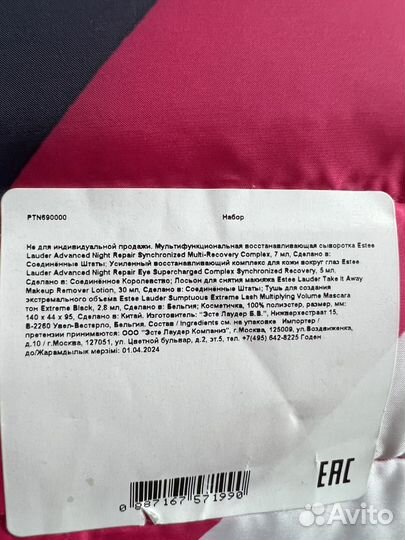 PTN690000 Набор
Не для индивидуальной продажи. Мультифункциональная восстанавливающая сыворотка Estee
Lauder Advanced Night Repair Synchronized Multi-Recovery Complex, 7 мл, Сделано в:
Соединённые Штаты; Усиленный восстанавливающий комплекс для кожи вокруг глаз Estee
Lauder Advanced Night Repair Eye Supercharged Complex Synchronized Recovery, 5 мл,
Сделано в: Соединённое Королевство; Лосьон для снятия макияжа Estee Lauder Take it Away
Makeup Remover Lotion, 30 мл, Сделано в: Соединённые Штаты; Тушь для создания
экстремального объема Estee Lauder Sumptuous Extreme Lash Multiplying Volume Mascara
тон Extreme Black, 2,8 мл, Сделано в: Бельгия; Косметичка, 100% полиэстер, размер, мм:
140 x 44 x 95, Сделано в: Китай. Изготовитель: "Эсте Лаудер Б.В.", Нижверхестраат 15,
B-2260 Увел-Вестерло, Бельгия. Состав / Ingredients см. на упаковке Импортер /
претензии принимаются: ООО "Эсте Лаудер Компаниз", г.Москва, 125009, ул.Воздвиженка,
д.10 / г.Москва, 127051, ул. Цветной бульвар, д.2, эт.5, тел. +7(495) 642-8225 Годен
до/Жарамдылық мерзімі: 01.04.2024
EAC
0 887167 571990
Avito